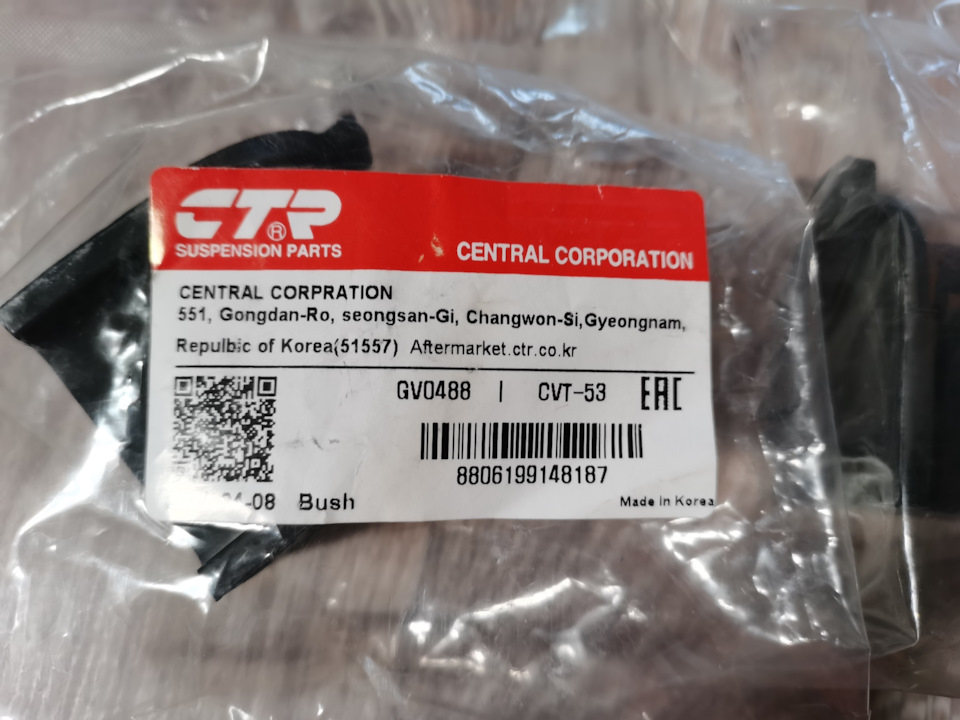 CTR®
SUSPENSION PARTS
CENTRAL CORPORATION
CENTRAL CORPRATION
551, Gongdan-Ro, seongsan-Gi, Changwon-Si,Gyeongnam,
Repulbic of Korea(51557) Aftermarket.ctr.co.kr
GV0488 | CVT-53 EAC
8806199148187
-08 Bush
Made in Korea